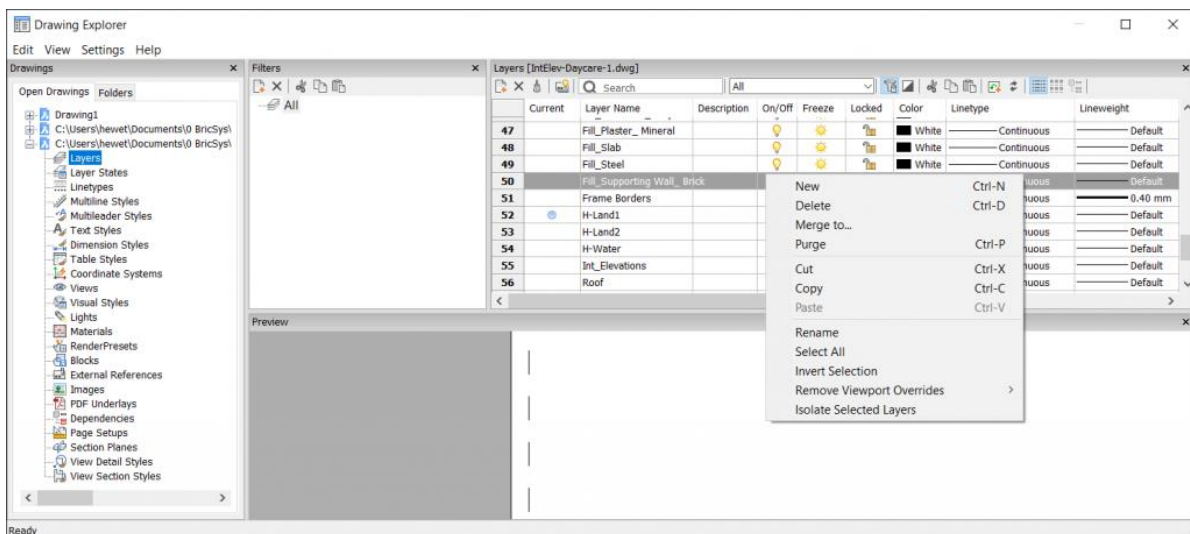 Drawing Explorer
Edit View Settings Help
Drawings
Open Drawings Folders
Drawing1
C:\Users\hewet\Documents\0 BricSys\
C:\Users\hewet\Documents\0 BricSys\
Layers
Layer States
Linetypes
Multiline Styles
Multileader Styles
Text Styles
Dimension Styles
Table Styles
Coordinate Systems
Views
Visual Styles
Lights
Materials
RenderPresets
Blocks
External References
Images
PDF Underlays
Dependencies
Page Setups
Section Planes
View Detail Styles
View Section Styles
Filters
All
Layers [IntElev-Daycare-1.dwg]
Search All
Current Layer Name Description On/Off Freeze Locked Color Linetype Lineweight
47 Fill_Plaster_ Mineral White Continuous Default
48 Fill_Slab White Continuous Default
49 Fill_Steel White Continuous Default
50 Fill_Supporting Wall_ Brick Default
51 Frame Borders 0.40 mm
52 H-Land1 Default
53 H-Land2 Default
54 H-Water Default
55 Int_Elevations Default
56 Roof Default
New Ctrl-N
Delete Ctrl-D
Merge to...
Purge Ctrl-P
Cut Ctrl-X
Copy Ctrl-C
Paste Ctrl-V
Rename
Select All
Invert Selection
Remove Viewport Overrides
Isolate Selected Layers
Preview
Ready